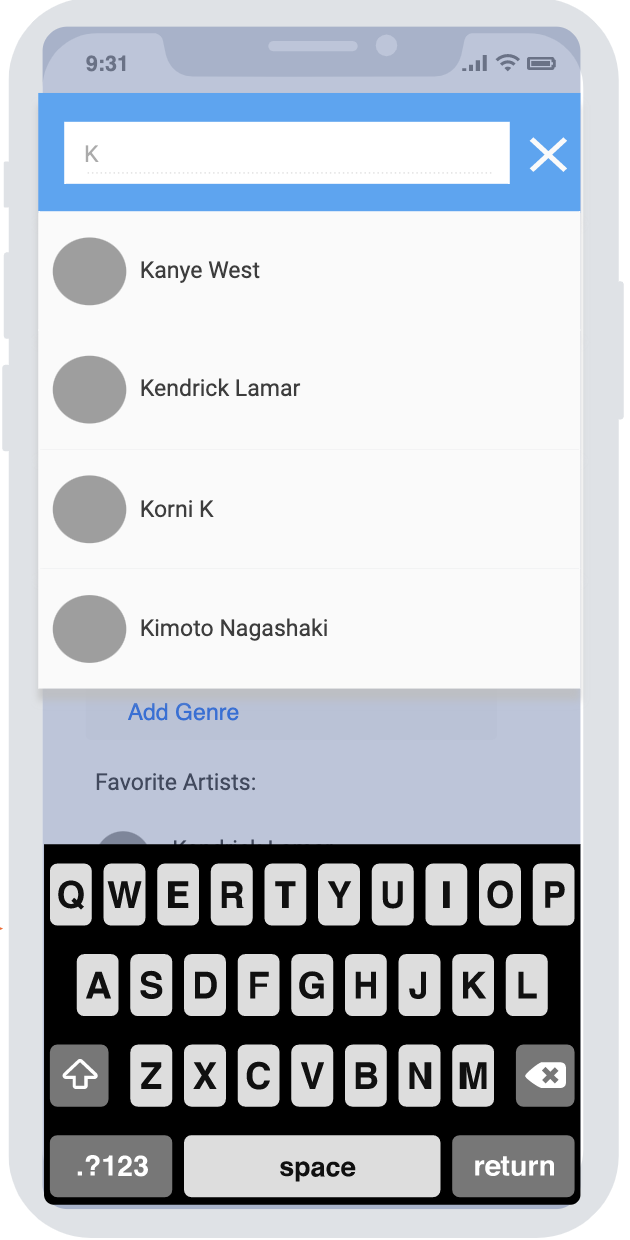 9:31
K
Kanye West
Kendrick Lamar
Korni K
Kimoto Nagashaki
Add Genre
Favorite Artists:
Q W E R T Y U I O P
A S D F G H J K L
Z X C V B N M
.?123 space return